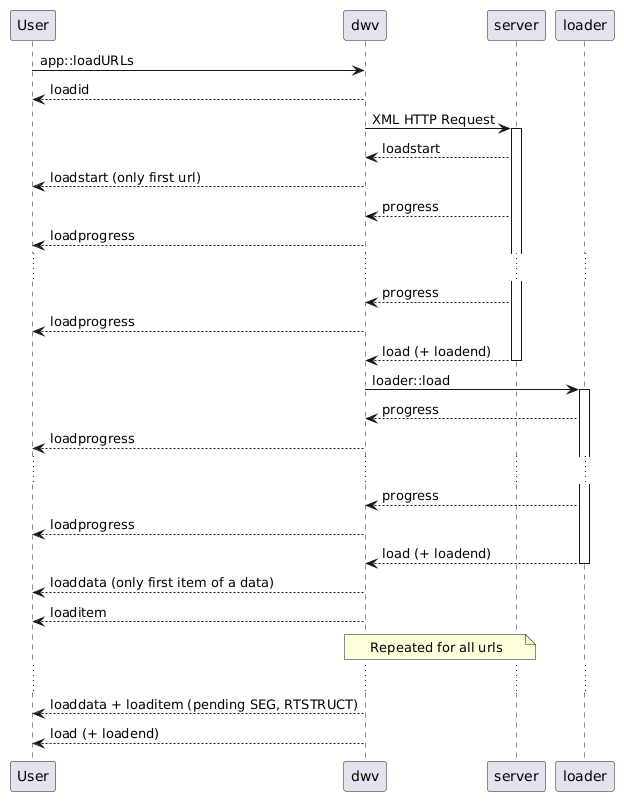 User
dwv
server
loader
app::loadURLs
loadid
XML HTTP Request
loadstart
loadstart (only first url)
progress
loadprogress
progress
loadprogress
load (+ loadend)
loader::load
progress
loadprogress
progress
loadprogress
load (+ loadend)
loaddata (only first item of a data)
loaditem
Repeated for all urls
loaddata + loaditem (pending SEG, RTSTRUCT)
load (+ loadend)
User
dwv
server
loader